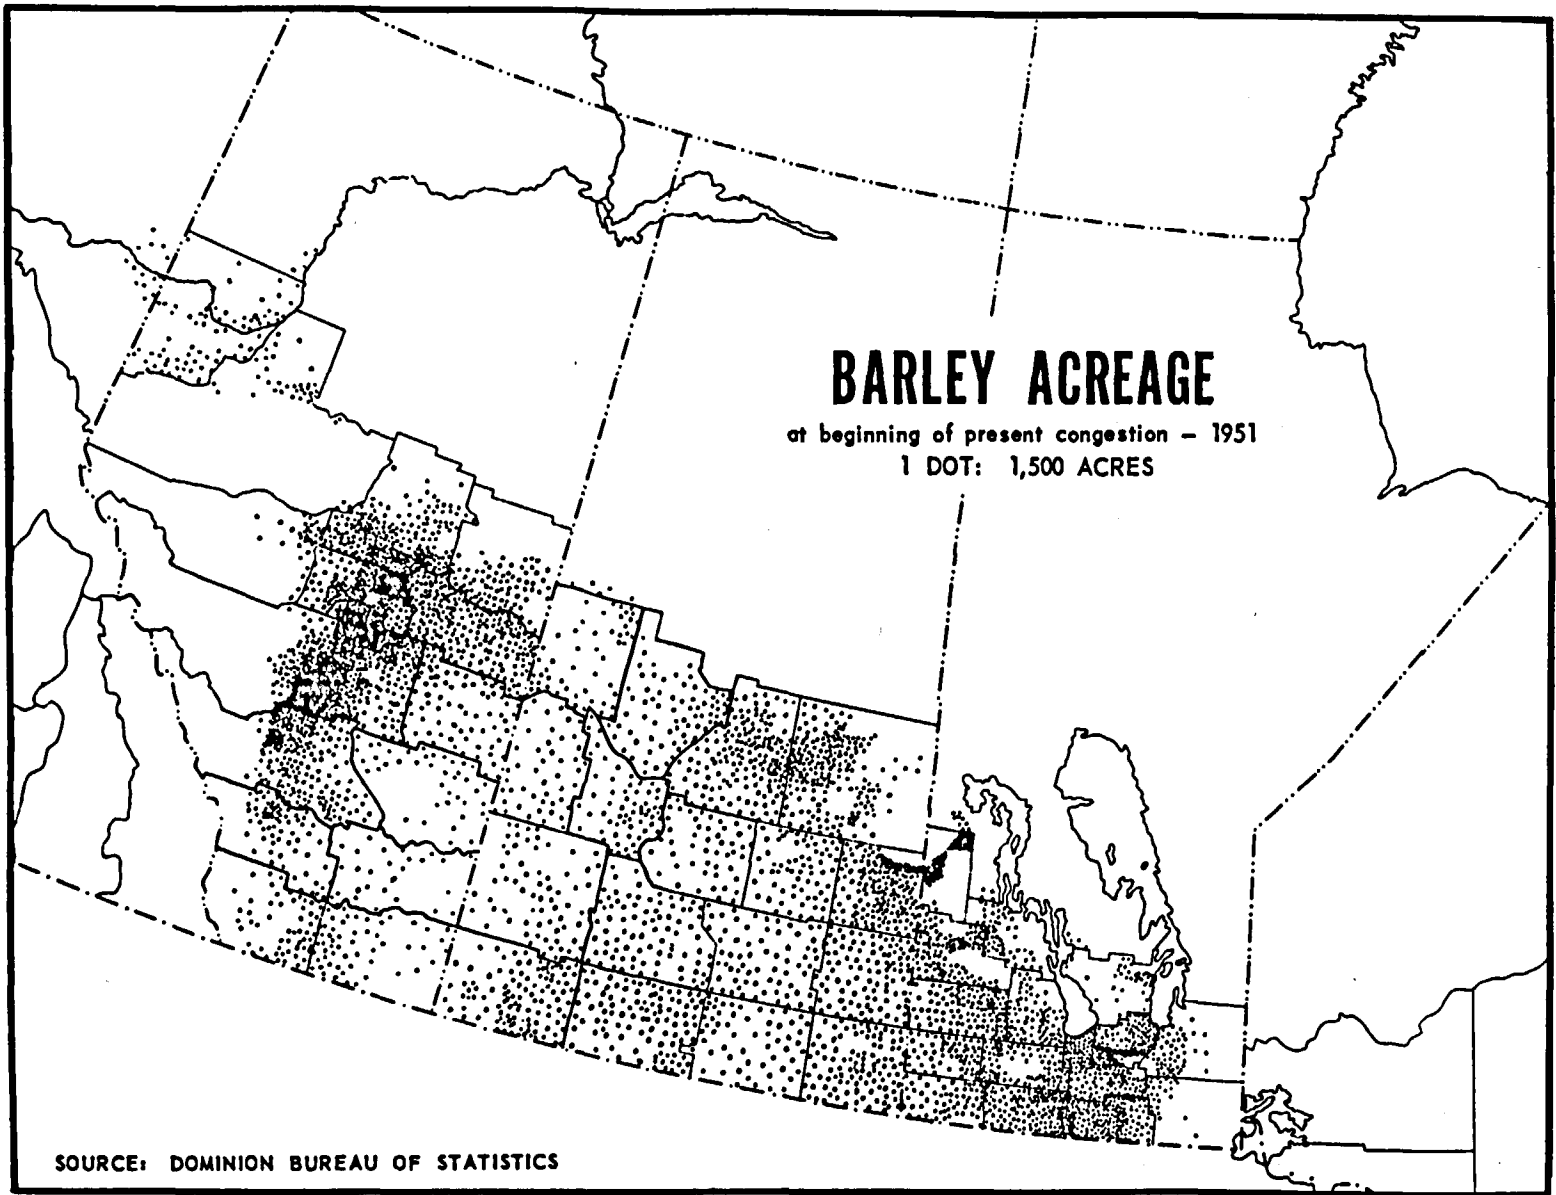 BARLEY ACREAGE
at beginning of present congestion – 1951
1 DOT: 1,500 ACRES
SOURCE: DOMINION BUREAU OF STATISTICS